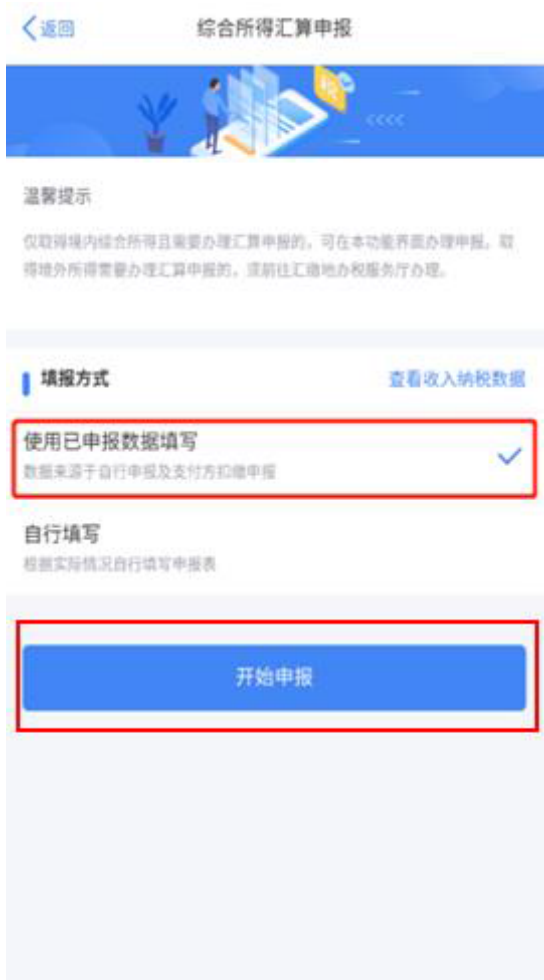 返回
综合所得汇算申报
税
温馨提示
仅取得境内综合所得且需要办理汇算申报的，可在本功能界面办理申报。取
得境外所得需要办理汇算申报的，须前往汇缴地办税服务厅办理。
填报方式
查看收入纳税数据
使用已申报数据填写
数据来源于自行申报及支付方扣缴申报
自行填写
根据实际情况自行填写申报表
开始申报